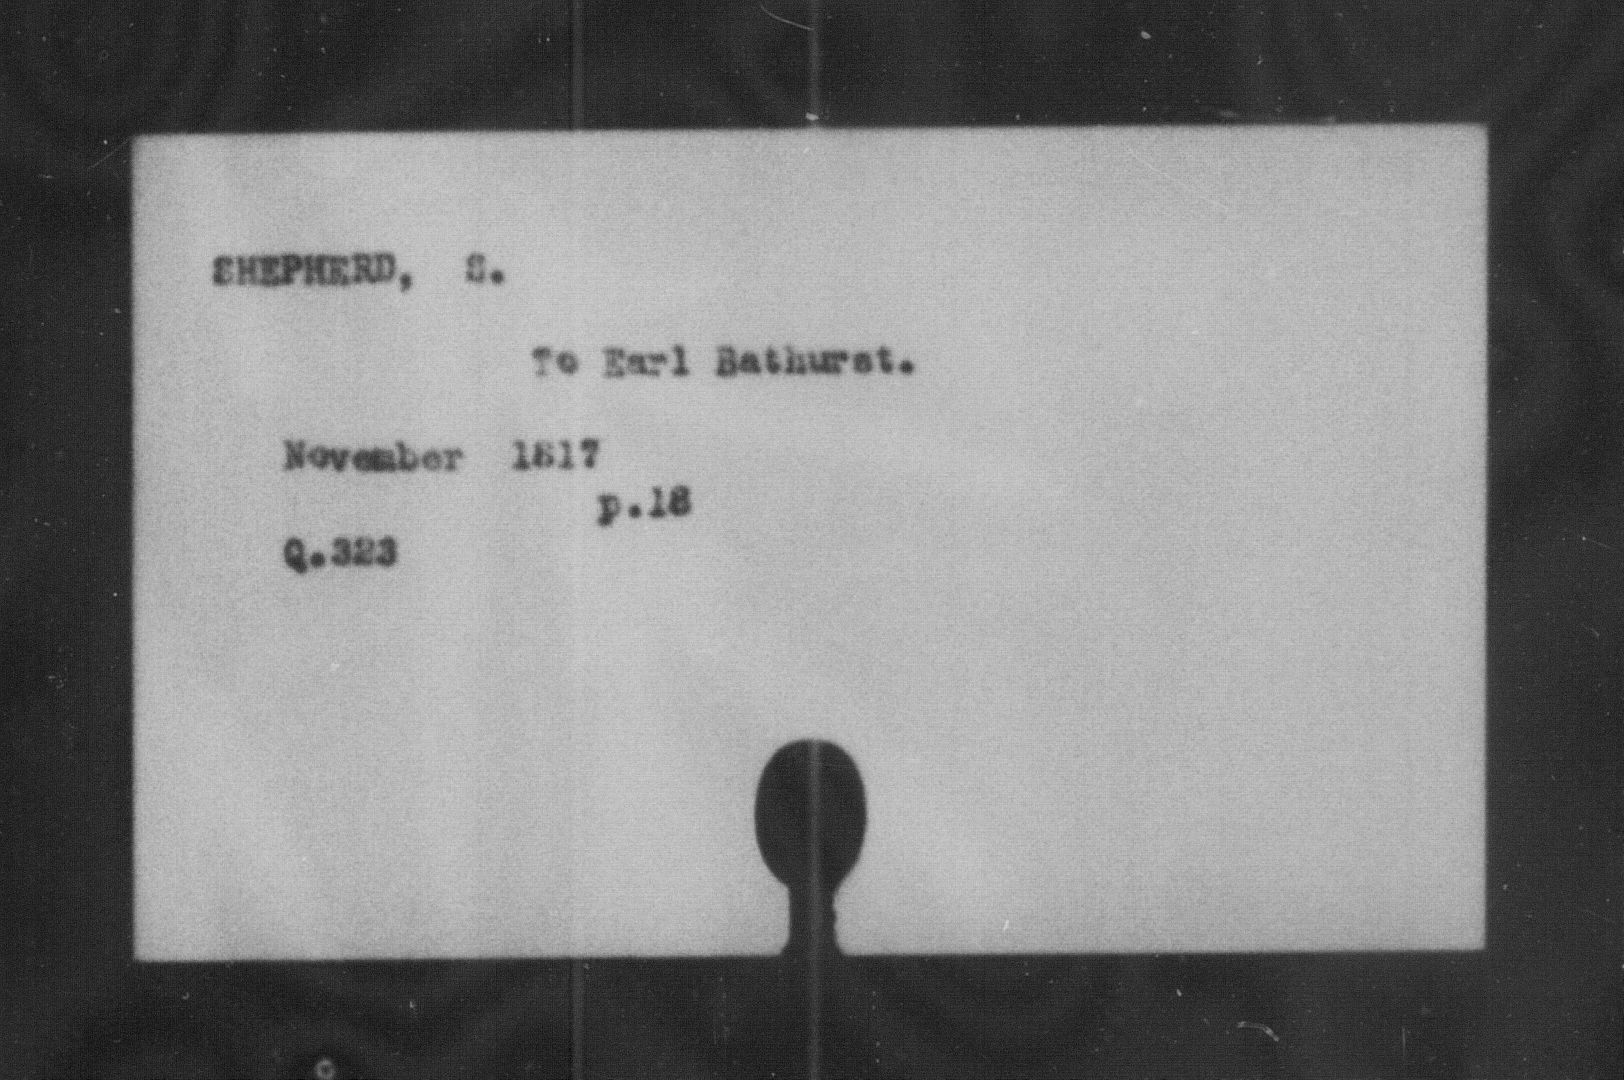 SHEPHERD, S.
To Earl Bathurst.
November 1817
p.18
Q.323